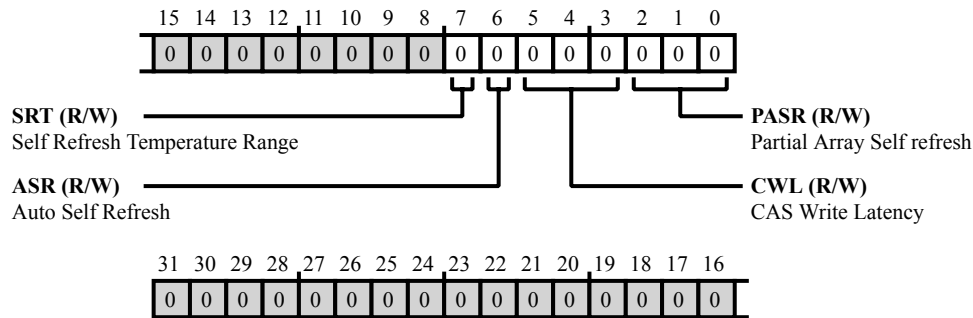 15 14 13 12 11 10 9 8 7 6 5 4 3 2 1 0
0 0 0 0 0 0 0 0 0 0 0 0 0 0 0 0
SRT (R/W)
Self Refresh Temperature Range
PASR (R/W)
Partial Array Self refresh
ASR (R/W)
Auto Self Refresh
CWL (R/W)
CAS Write Latency
31 30 29 28 27 26 25 24 23 22 21 20 19 18 17 16
0 0 0 0 0 0 0 0 0 0 0 0 0 0 0 0